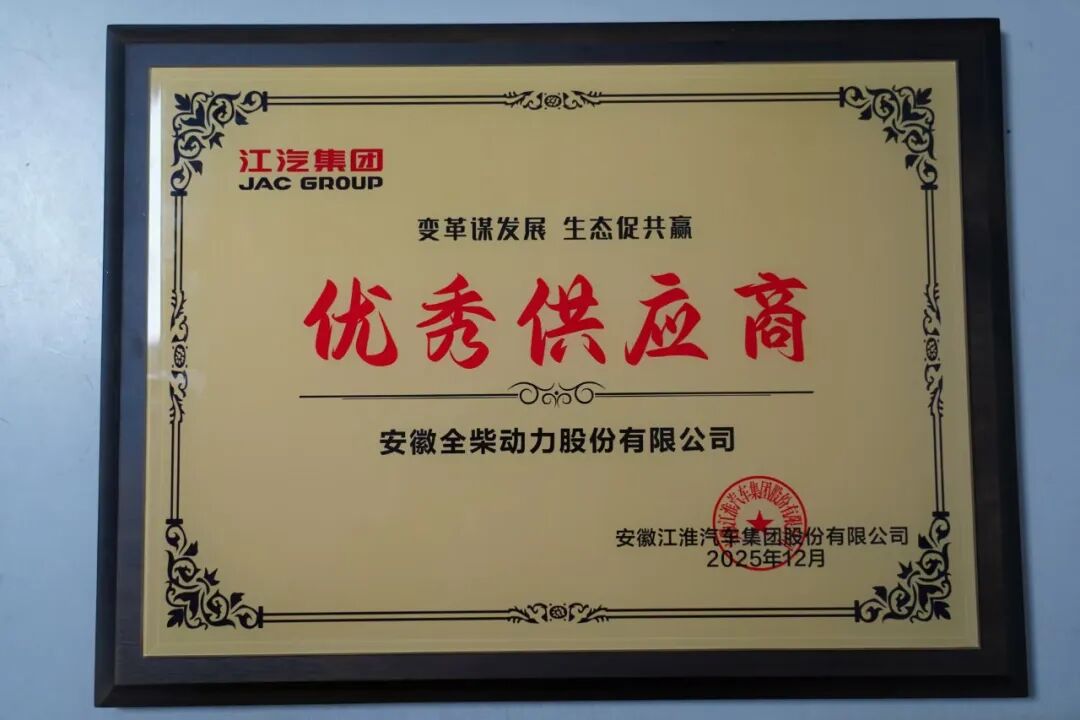 江汽集团
JAC GROUP
变革谋发展 生态促共赢
优秀供应商
安徽全柴动力股份有限公司
安徽江淮汽车集团股份有限公司
2025年12月